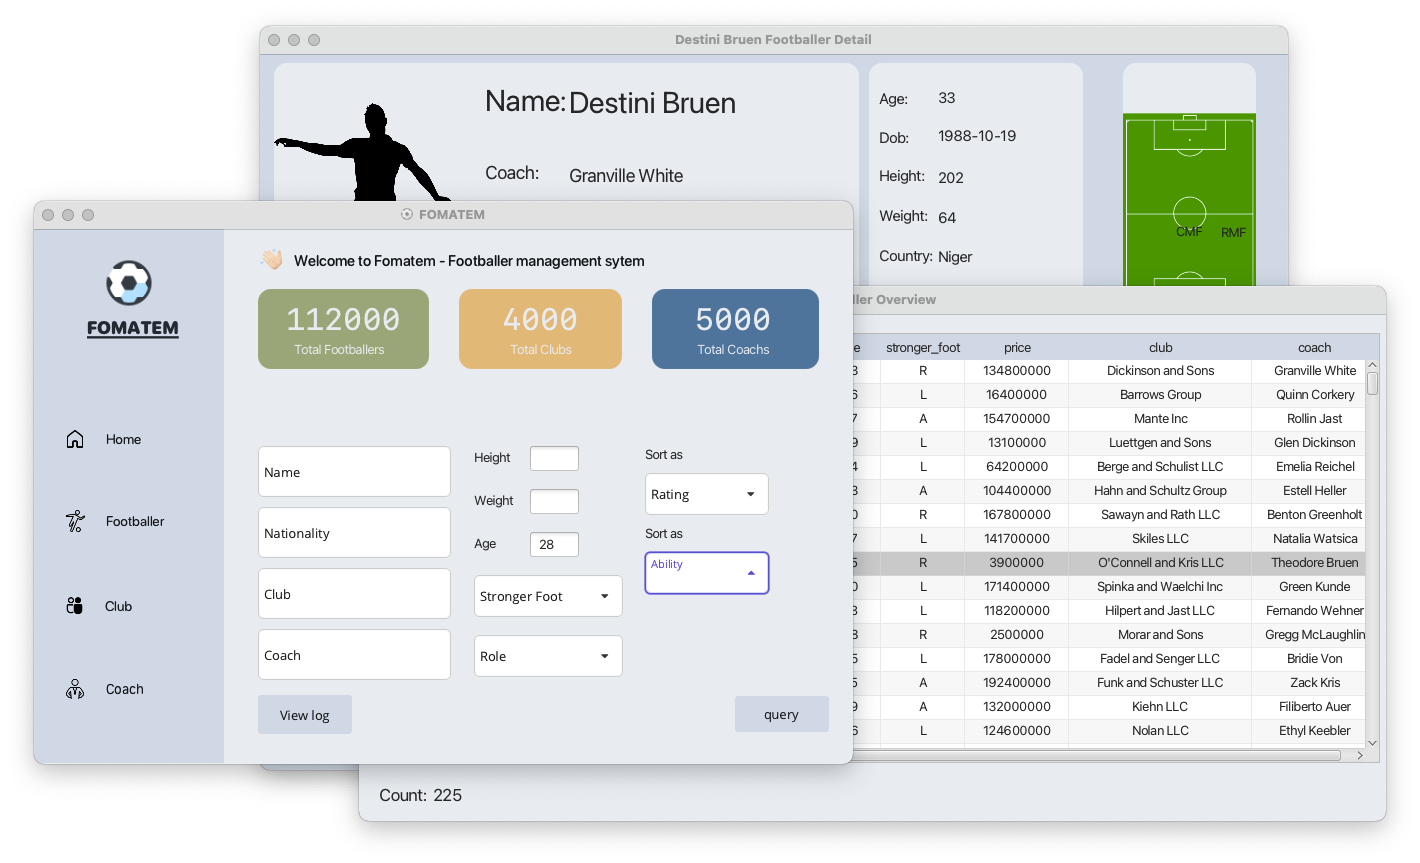 Destini Bruen Footballer Detail
Name: Destini Bruen
Coach: Granville White
Age: 33
Dob: 1988-10-19
Height: 202
Weight: 64
Country: Niger
CMF RMF
FOMATEM
FOMATEM
Home
Footballer
Club
Coach
Welcome to Fomatem - Footballer management sytem
112000
Total Footballers
4000
Total Clubs
5000
Total Coachs
Name
Nationality
Club
Coach
View log
Height
Weight
Age 28
Stronger Foot
Role
Sort as
Rating
Sort as
Ability
query
ller Overview
e stronger_foot price club coach
3 R 134800000 Dickinson and Sons Granville White
6 L 16400000 Barrows Group Quinn Corkery
7 A 154700000 Mante Inc Rollin Jast
9 L 13100000 Luettgen and Sons Glen Dickinson
4 L 64200000 Berge and Schulist LLC Emelia Reichel
3 A 104400000 Hahn and Schultz Group Estell Heller
0 R 167800000 Sawayn and Rath LLC Benton Greenholt
7 L 141700000 Skiles LLC Natalia Watsica
5 R 3900000 O'Connell and Kris LLC Theodore Bruen
0 L 171400000 Spinka and Waelchi Inc Green Kunde
3 L 118200000 Hilpert and Jast LLC Fernando Wehner
8 R 2500000 Morar and Sons Gregg McLaughlin
5 L 178000000 Fadel and Senger LLC Bridie Von
5 A 192400000 Funk and Schuster LLC Zack Kris
9 A 132000000 Kiehn LLC Filiberto Auer
6 L 124600000 Nolan LLC Ethyl Keebler
Count: 225